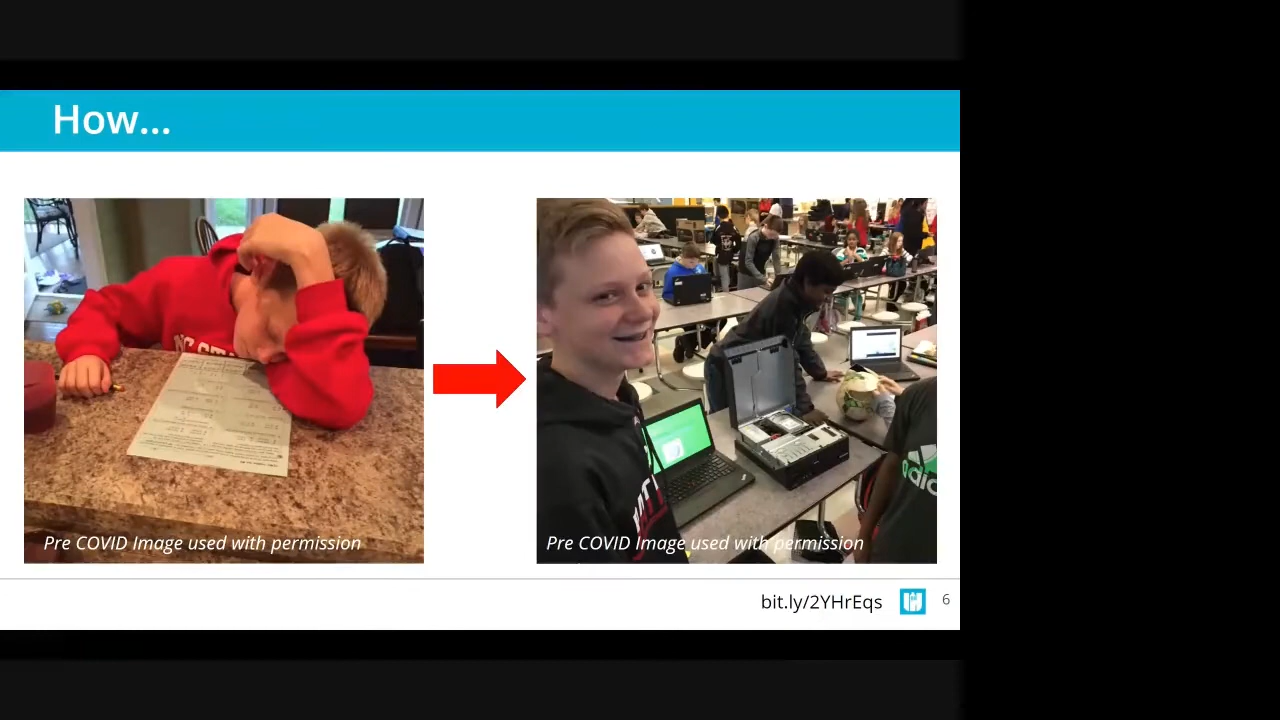 How...
Pre COVID Image used with permission
Pre COVID Image used with permission
bit.ly/2YHrEqs
6